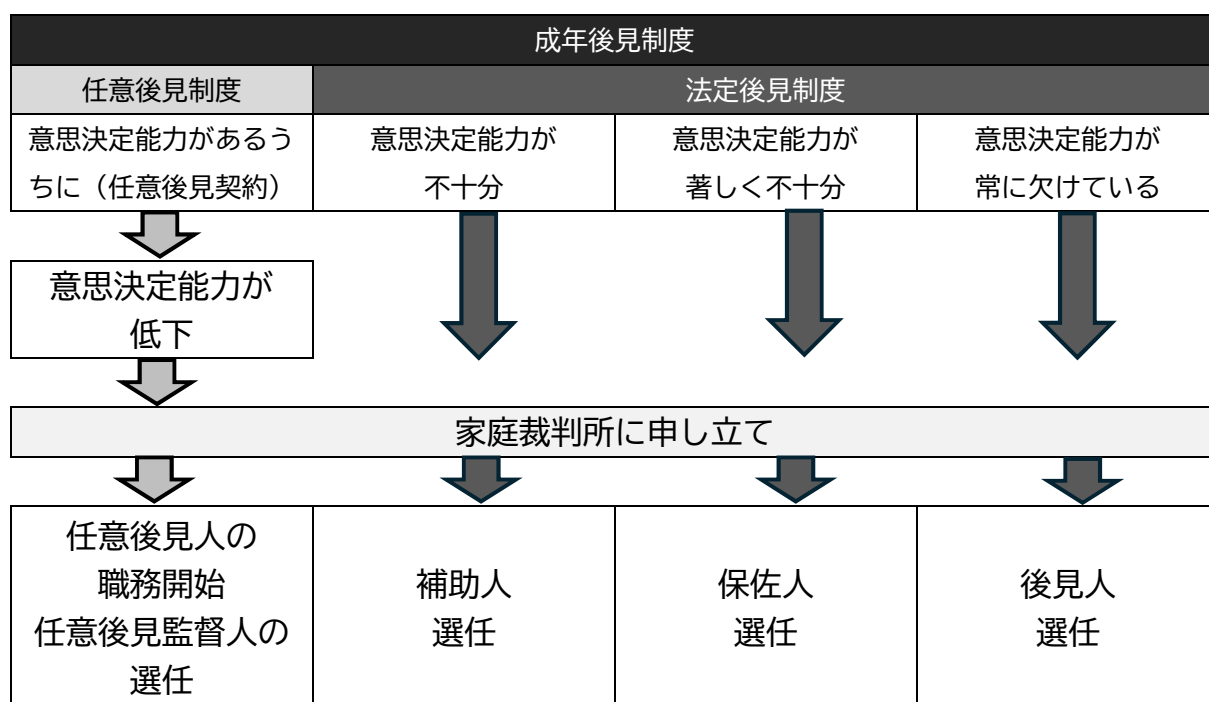 成年後見制度
任意後見制度
法定後見制度
意思決定能力があるう
ちに（任意後見契約）
意思決定能力が
不十分
意思決定能力が
著しく不十分
意思決定能力が
常に欠けている
意思決定能力が
低下
家庭裁判所に申し立て
任意後見人の
職務開始
任意後見監督人の
選任
補助人
選任
保佐人
選任
後見人
選任